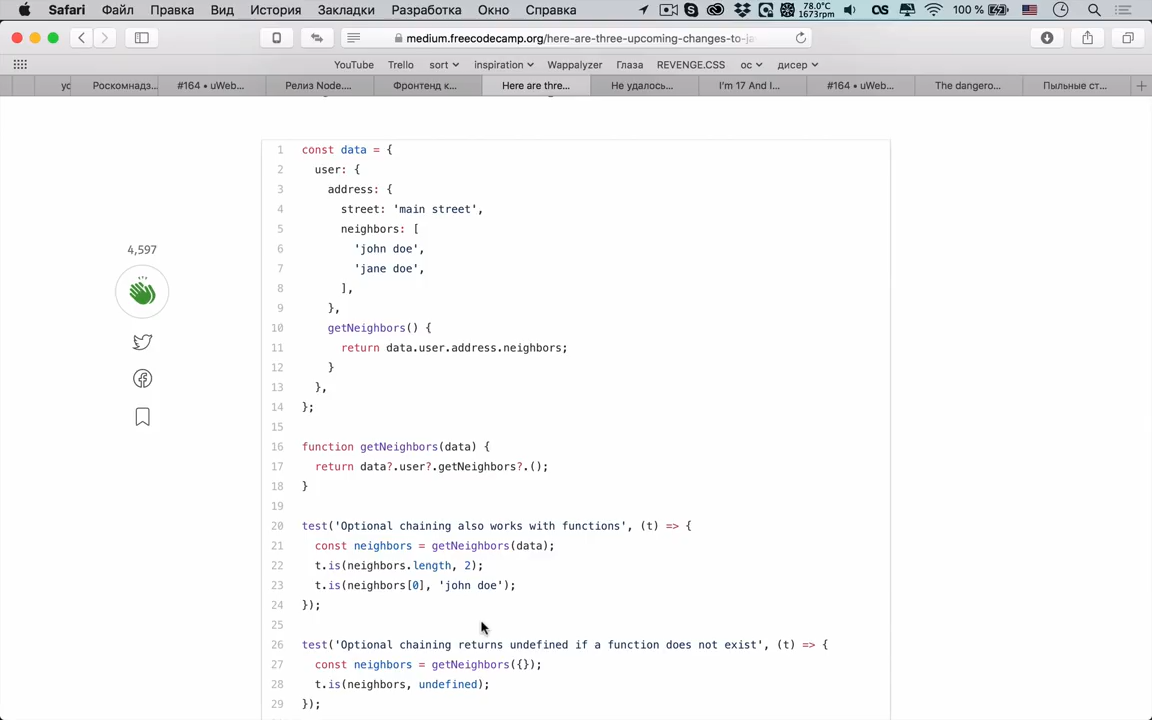 Safari Файл Правка Вид История Закладки Разработка Окно Справка 78.0°C 1673rpm 100 %
medium.freecodecamp.org/here-are-three-upcoming-changes-to-ja
YouTube Trello sort inspiration Wappalyzer Глаза REVENGE.CSS ос дисер
ус Роскомнадз... #164 • uWeb... Релиз Node.... Фронтенд к... Here are thre... Не удалось... I'm 17 And I... #164 • uWeb... The dangero... Пыльные ст...
4,597
1 const data = {
2 user: {
3 address: {
4 street: 'main street',
5 neighbors: [
6 'john doe',
7 'jane doe',
8 ],
9 },
10 getNeighbors() {
11 return data.user.address.neighbors;
12 }
13 },
14 };
15
16 function getNeighbors(data) {
17 return data?.user?.getNeighbors?.();
18 }
19
20 test('Optional chaining also works with functions', (t) => {
21 const neighbors = getNeighbors(data);
22 t.is(neighbors.length, 2);
23 t.is(neighbors[0], 'john doe');
24 });
25
26 test('Optional chaining returns undefined if a function does not exist', (t) => {
27 const neighbors = getNeighbors({});
28 t.is(neighbors, undefined);
29 });